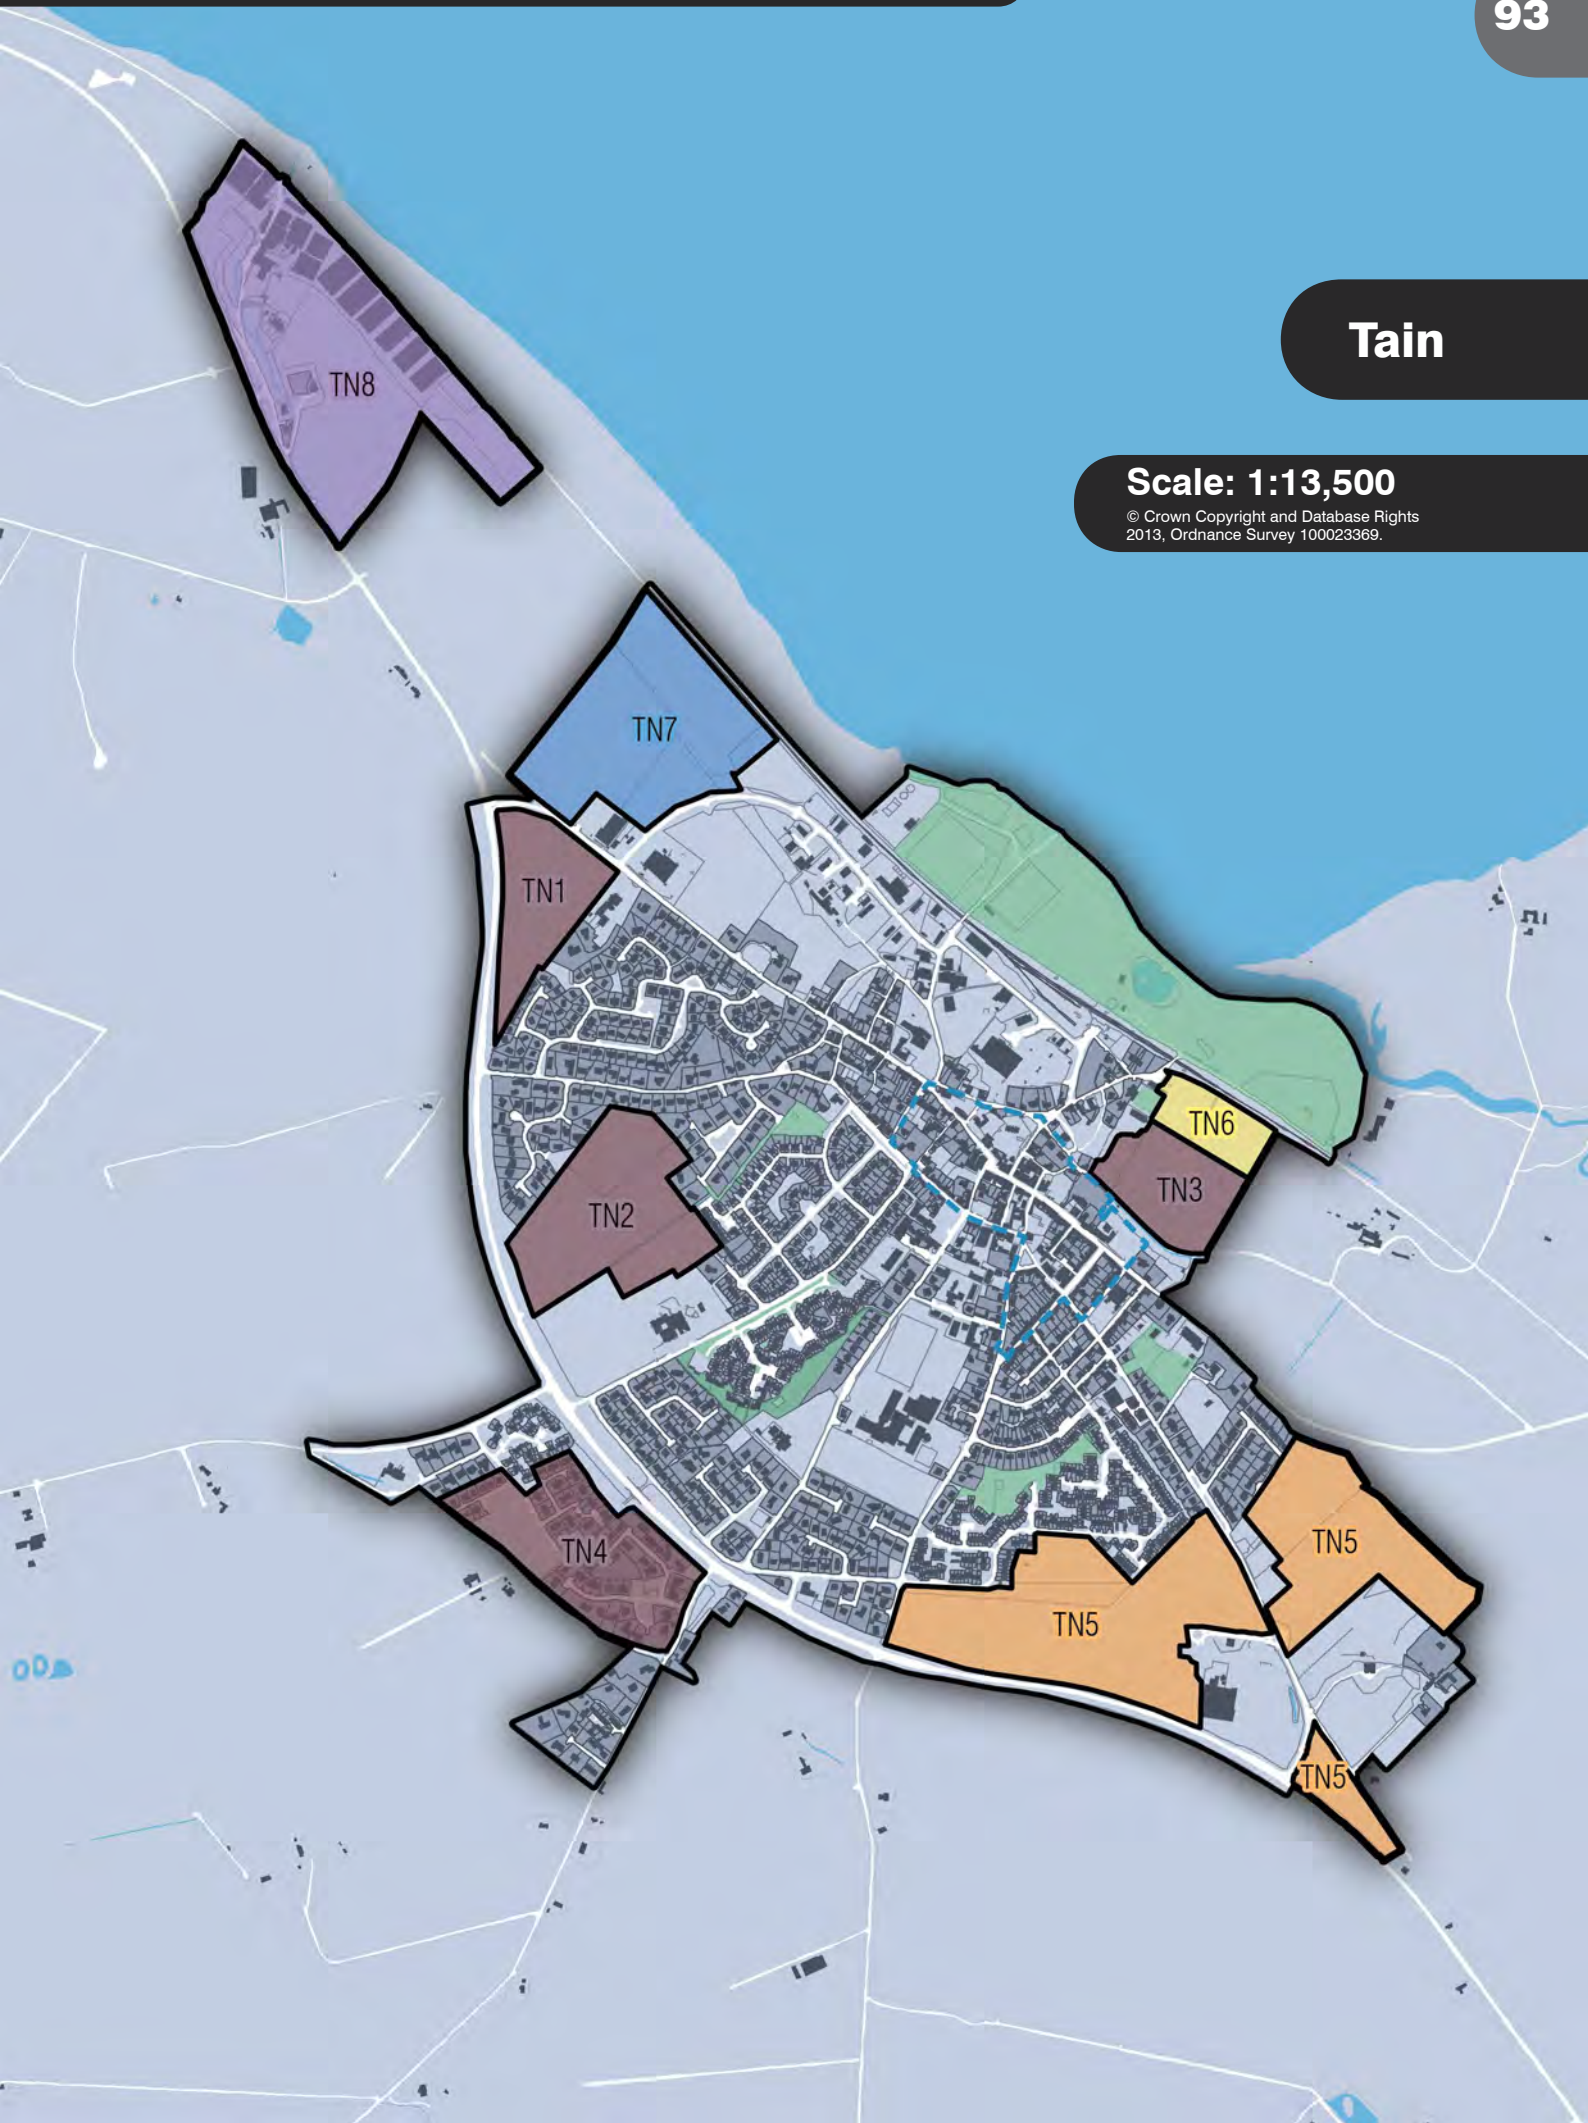 93
Tain
Scale: 1:13,500
© Crown Copyright and Database Rights
2013, Ordnance Survey 100023369.
TN8
TN7
TN1
TN6
TN3
TN2
TN4
TN5
TN5
TN5